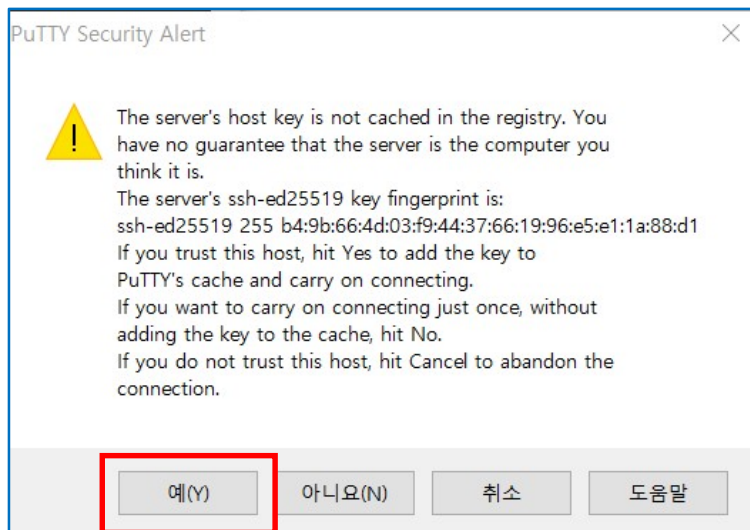 PuTTY Security Alert
The server's host key is not cached in the registry. You
have no guarantee that the server is the computer you
think it is.
The server's ssh-ed25519 key fingerprint is:
ssh-ed25519 255 b4:9b:66:4d:03:f9:44:37:66:19:96:e5:e1:1a:88:d1
If you trust this host, hit Yes to add the key to
PuTTY's cache and carry on connecting.
If you want to carry on connecting just once, without
adding the key to the cache, hit No.
If you do not trust this host, hit Cancel to abandon the
connection.
예(Y) 아니요(N) 취소 도움말